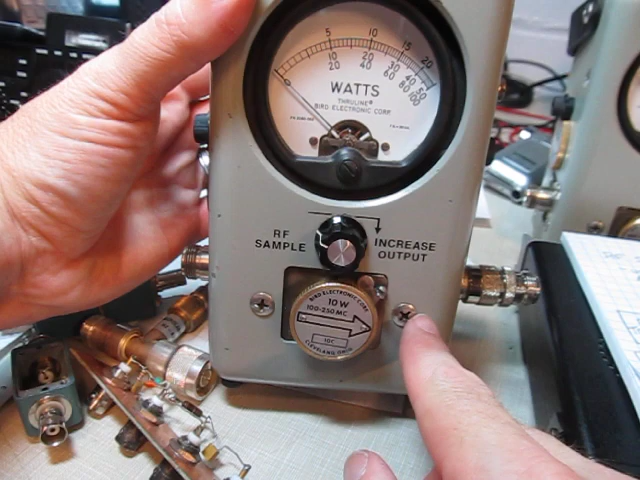 5 10 15 20
10 20 30 40 50
20 40 60 80 100
WATTS
THRULINE®
BIRD ELECTRONIC CORP.
RF
SAMPLE
INCREASE
OUTPUT
BIRD ELECTRONIC CORP.
10 W
100-250 MC
10C
CLEVELAND, OHIO